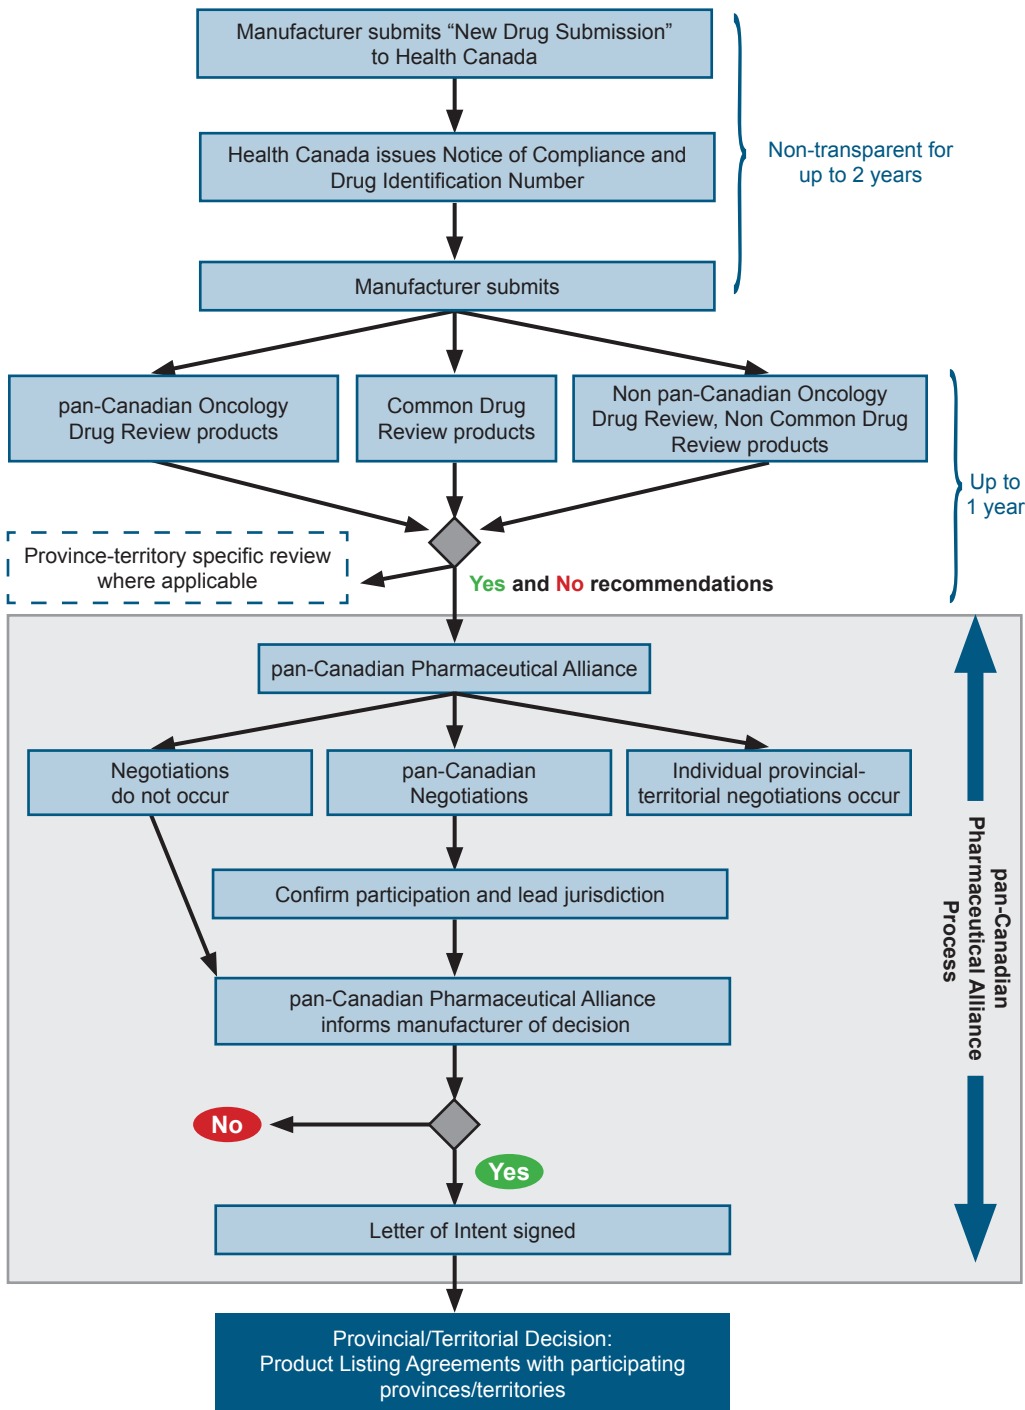 Manufacturer submits “New Drug Submission”
to Health Canada
Health Canada issues Notice of Compliance and
Drug Identification Number
Non-transparent for
up to 2 years
Manufacturer submits
pan-Canadian Oncology
Drug Review products
Common Drug
Review products
Non pan-Canadian Oncology
Drug Review, Non Common Drug
Review products
Up to
1 year
Province-territory specific review
where applicable
Yes and No recommendations
pan-Canadian Pharmaceutical Alliance
Negotiations
do not occur
pan-Canadian
Negotiations
Individual provincial-
territorial negotiations occur
Confirm participation and lead jurisdiction
pan-Canadian
Pharmaceutical Alliance
Process
pan-Canadian Pharmaceutical Alliance
informs manufacturer of decision
No
Yes
Letter of Intent signed
Provincial/Territorial Decision:
Product Listing Agreements with participating
provinces/territories